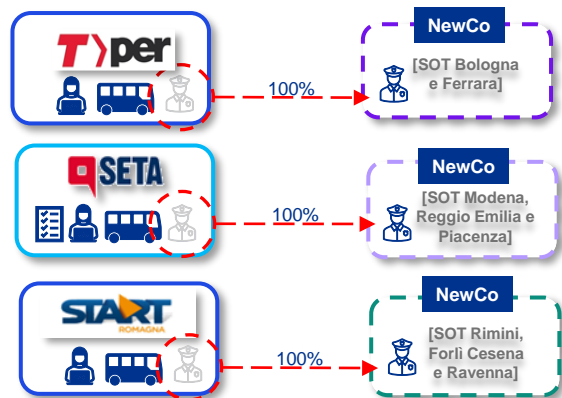 Tper
NewCo
[SOT Bologna
e Ferrara]
100%
SETA
NewCo
[SOT Modena,
Reggio Emilia e
Piacenza]
100%
START
ROMAGNA
NewCo
[SOT Rimini,
Forlì Cesena
e Ravenna]
100%